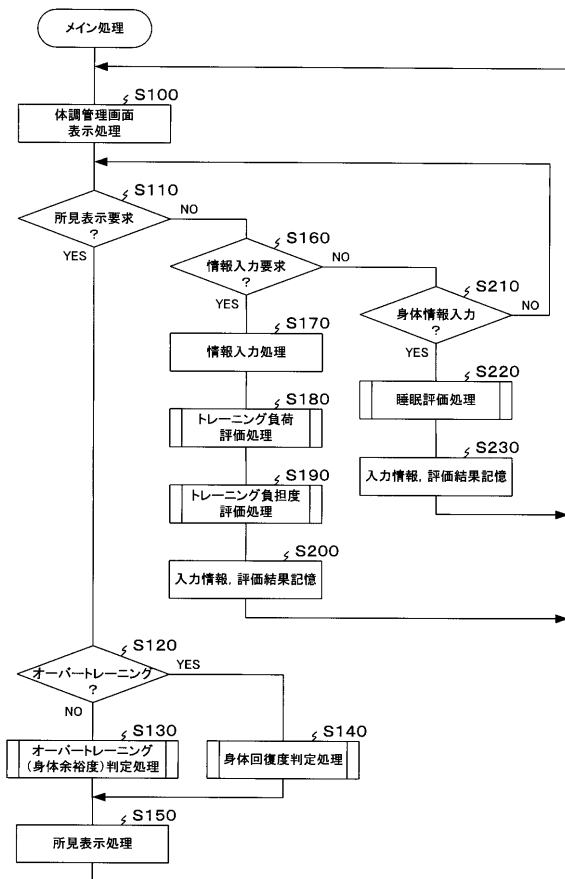 メイン処理
S100
体調管理画面
表示処理
S110
所見表示要求
?
NO
YES
S160
情報入力要求
?
NO
YES
S210
身体情報入力
?
NO
YES
S170
情報入力処理
S220
睡眠評価処理
S180
トレーニング負荷
評価処理
S230
入力情報, 評価結果記憶
S190
トレーニング負担度
評価処理
S200
入力情報, 評価結果記憶
S120
オーバートレーニング
?
YES
NO
S130
オーバートレーニング
(身体余裕度)判定処理
S140
身体回復度判定処理
S150
所見表示処理